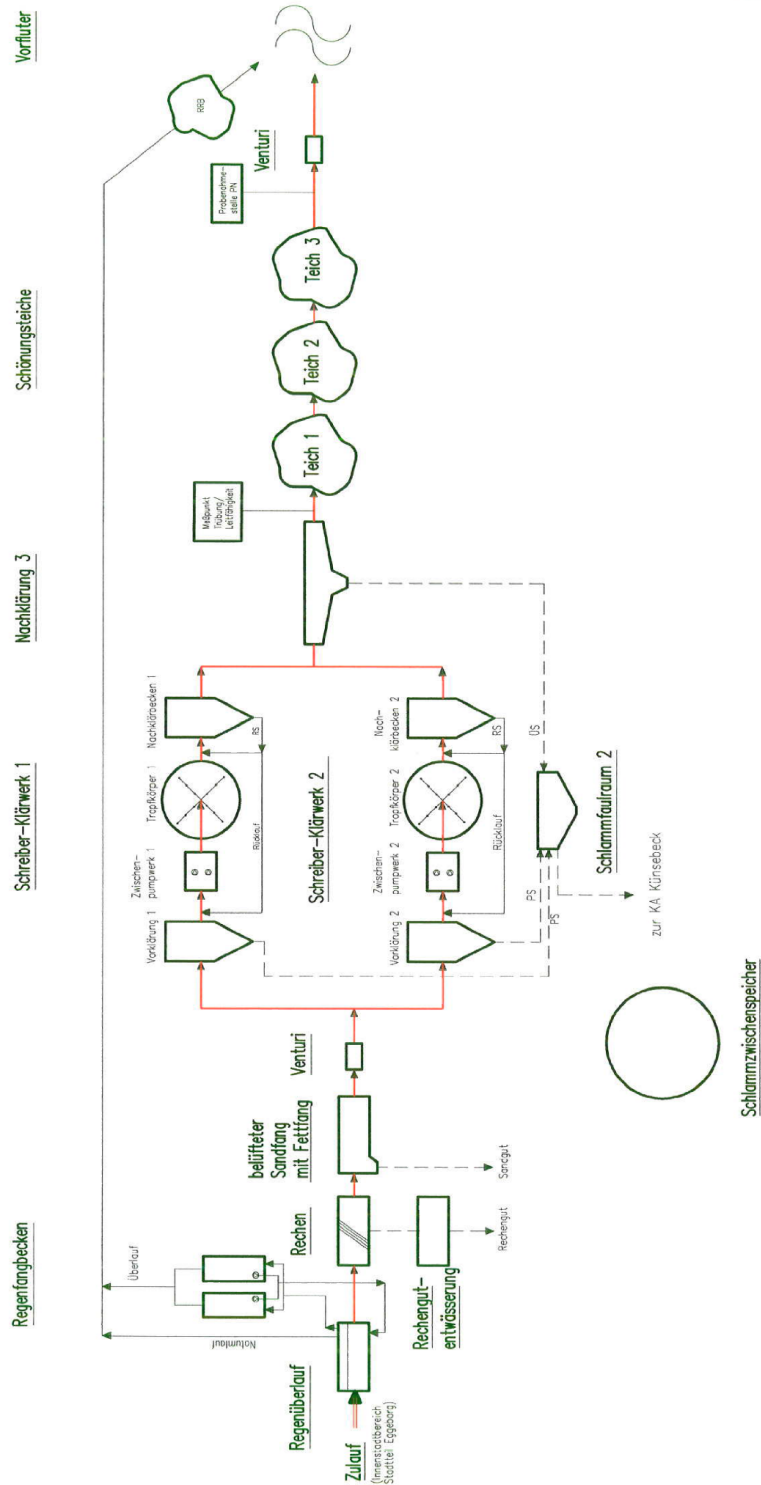 Regenfangbecken
Schreiber-Klärwerk 1
Nachklärung 3
Schönungsteiche
Vorfluter
Überlauf
Notumlauf
RRB
Regenüberlauf
Zulauf
(Innenstadtbereich
Stadtteil Eggeborg)
Rechen
Rechengut-
entwässerung
Rechengut
belüfteter
Sandfang
mit Fettfang
Sandgut
Venturi
Vorklärung 1
Zwischen-
pumpwerk 1
Tropfkörper 1
Nachklärbecken 1
RS
Rücklauf
Schreiber-Klärwerk 2
Vorklärung 2
Zwischen-
pumpwerk 2
Tropfkörper 2
Nach-
klärbecken 2
RS
Rücklauf
PS
PS
ÜS
Schlammfaulraum 2
zur KA Künsebeck
Schlammzwischenspeicher
Meßpunkt
Trübung/
Leitfähigkeit
Teich 1
Teich 2
Teich 3
Probenahme-
stelle PN
Venturi